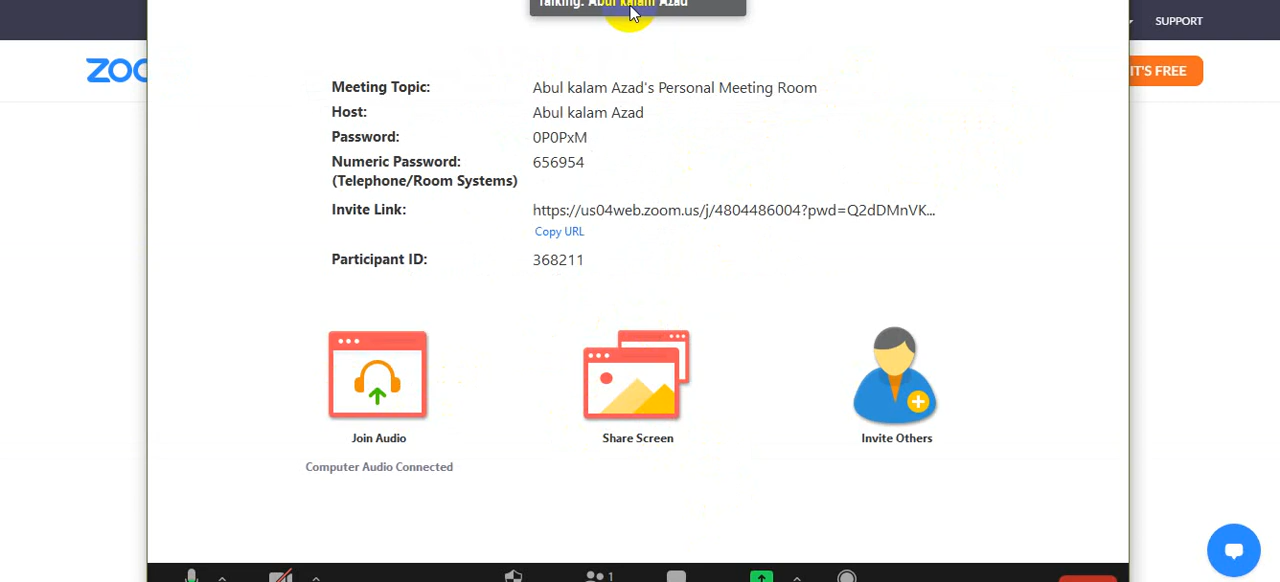 Talking: Abul kalam Azad
SUPPORT
ZOO
IT'S FREE
Meeting Topic: Abul kalam Azad's Personal Meeting Room
Host: Abul kalam Azad
Password: 0P0PxM
Numeric Password: 656954
(Telephone/Room Systems)
Invite Link: https://us04web.zoom.us/j/4804486004?pwd=Q2dDMnVK...
Copy URL
Participant ID: 368211
Join Audio
Share Screen
Invite Others
Computer Audio Connected
1